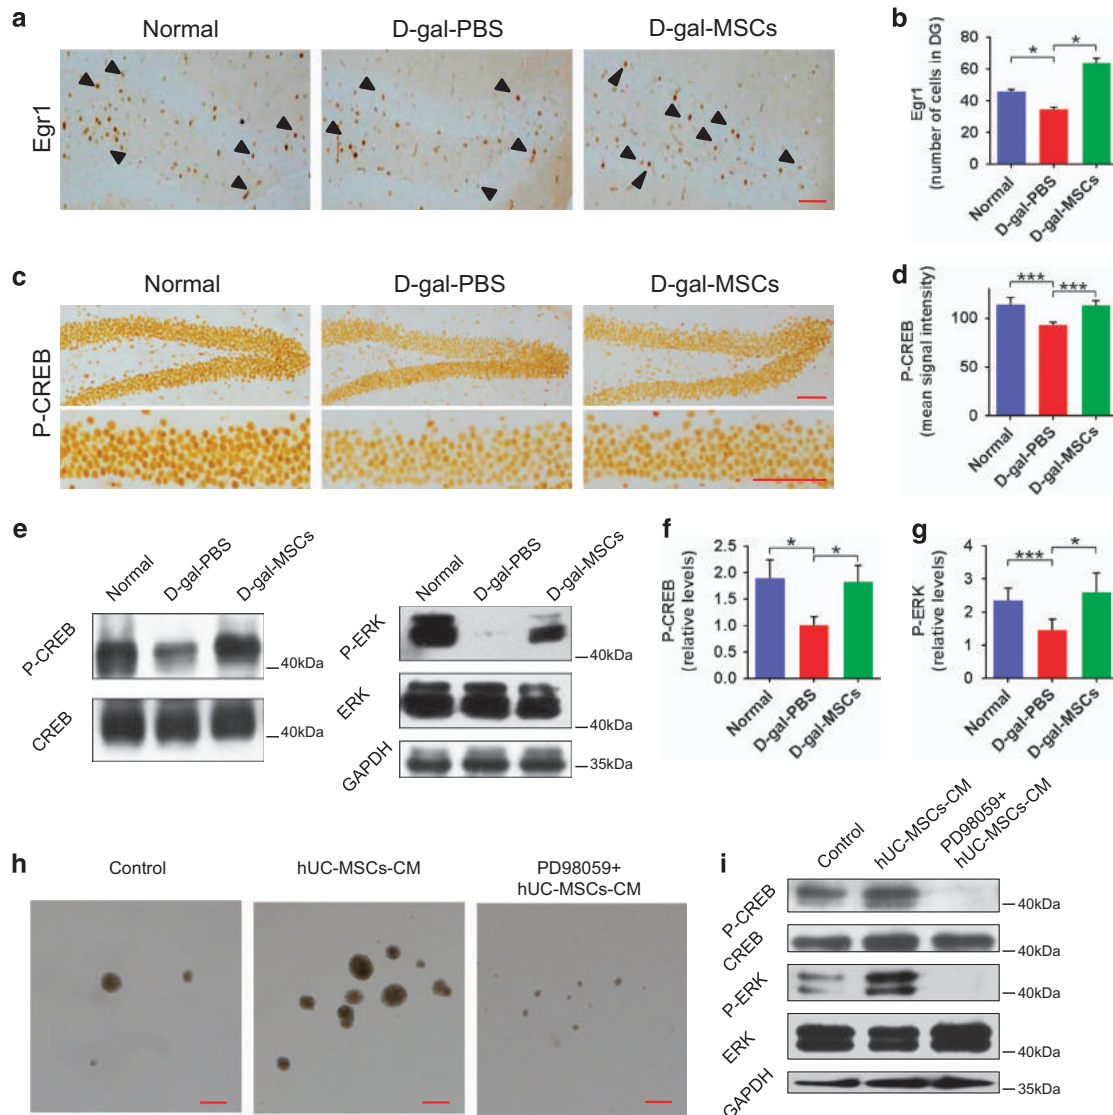 a
Normal
D-gal-PBS
D-gal-MSCs
Egr1
b
80
60
40
20
0
Egr1
(number of cells in DG)
*
*
Normal
D-gal-PBS
D-gal-MSCs
c
Normal
D-gal-PBS
D-gal-MSCs
P-CREB
d
100
50
0
P-CREB
(mean signal intensity)
***
***
Normal
D-gal-PBS
D-gal-MSCs
e
Normal
D-gal-PBS
D-gal-MSCs
P-CREB
40kDa
CREB
40kDa
Normal
D-gal-PBS
D-gal-MSCs
P-ERK
40kDa
ERK
40kDa
GAPDH
35kDa
f
2.5
2.0
1.5
1.0
0.5
0.0
P-CREB
(relative levels)
*
*
Normal
D-gal-PBS
D-gal-MSCs
g
4
3
2
1
0
P-ERK
(relative levels)
***
*
Normal
D-gal-PBS
D-gal-MSCs
h
Control
hUC-MSCs-CM
PD98059+
hUC-MSCs-CM
i
Control
hUC-MSCs-CM
PD98059+
hUC-MSCs-CM
P-CREB
40kDa
CREB
40kDa
P-ERK
40kDa
ERK
40kDa
GAPDH
35kDa